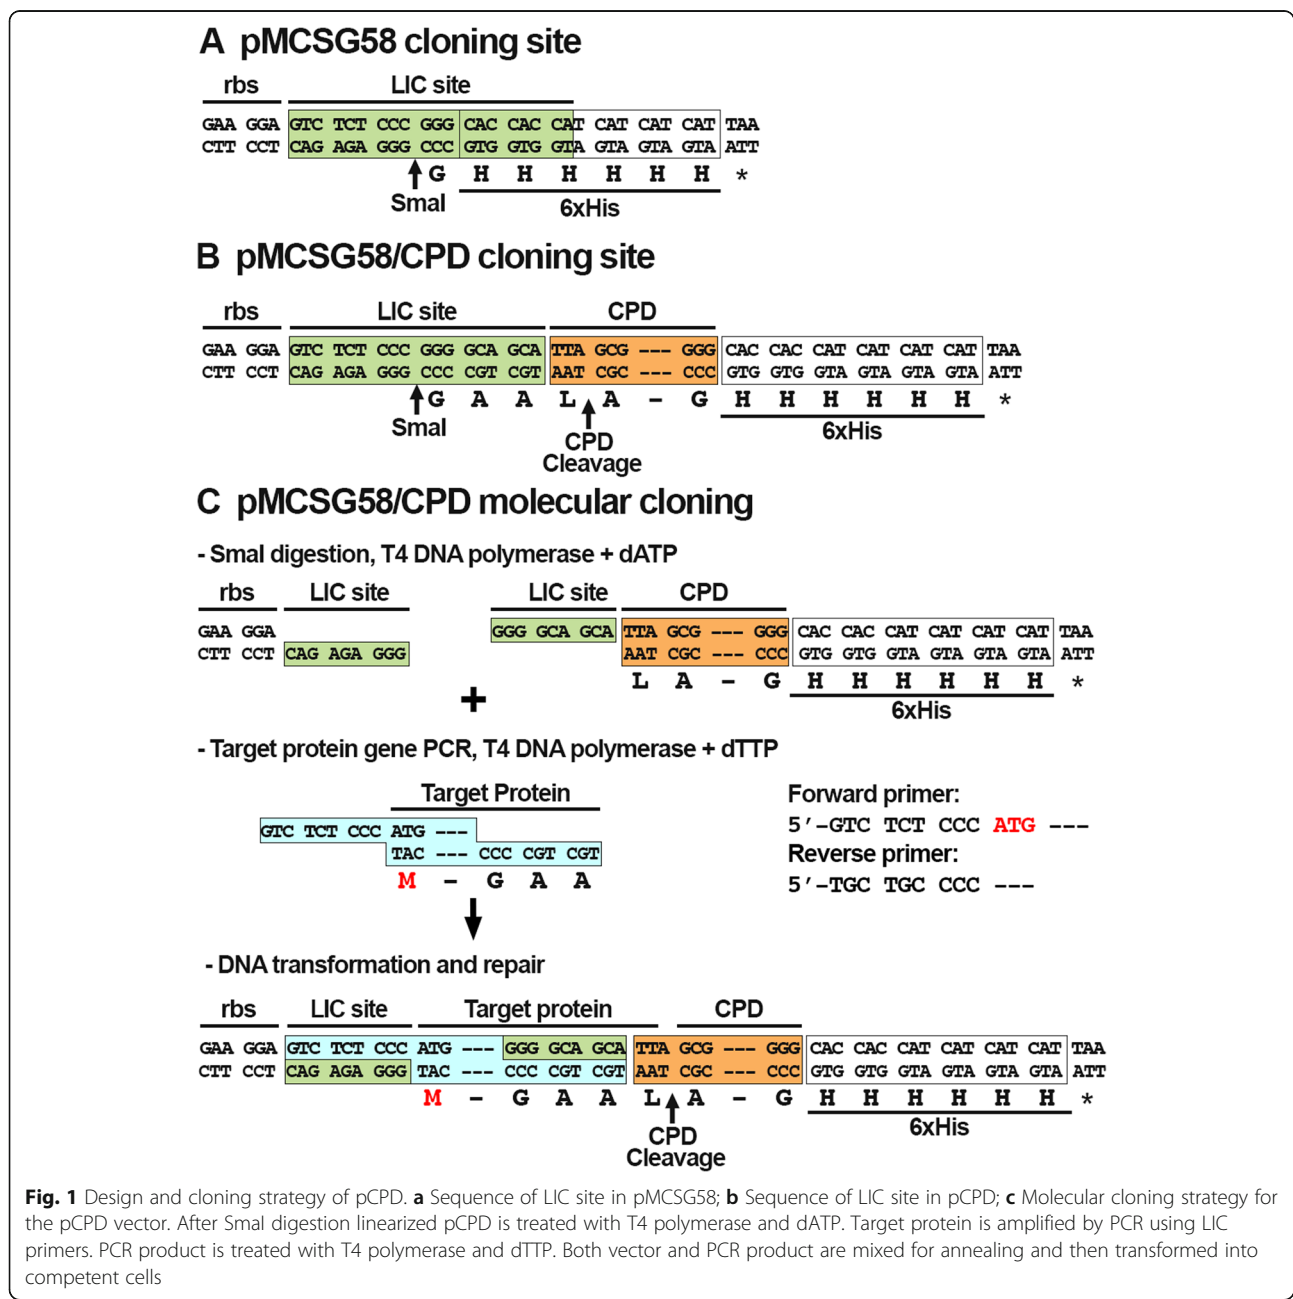 A pMCSG58 cloning site
rbs LIC site
GAA GGA GTC TCT CCC GGG CAC CAC CAT CAT CAT CAT TAA
CTT CCT CAG AGA GGG CCC GTG GTG GTA GTA GTA GTA ATT
G H H H H H H *
SmaI 6xHis
B pMCSG58/CPD cloning site
rbs LIC site CPD
GAA GGA GTC TCT CCC GGG GCA GCA TTA GCG --- GGG CAC CAC CAT CAT CAT CAT TAA
CTT CCT CAG AGA GGG CCC CGT CGT AAT CGC --- CCC GTG GTG GTA GTA GTA GTA ATT
G A A L A - G H H H H H H *
SmaI CPD 6xHis
Cleavage
C pMCSG58/CPD molecular cloning
- SmaI digestion, T4 DNA polymerase + dATP
rbs LIC site LIC site CPD
GAA GGA GGG GCA GCA TTA GCG --- GGG CAC CAC CAT CAT CAT CAT TAA
CTT CCT CAG AGA GGG AAT CGC --- CCC GTG GTG GTA GTA GTA GTA ATT
L A - G H H H H H H *
+ 6xHis
- Target protein gene PCR, T4 DNA polymerase + dTTP
Target Protein Forward primer:
GTC TCT CCC ATG --- 5′-GTC TCT CCC ATG ---
TAC --- CCC CGT CGT Reverse primer:
M - G A A 5′-TGC TGC CCC ---
- DNA transformation and repair
rbs LIC site Target protein CPD
GAA GGA GTC TCT CCC ATG --- GGG GCA GCA TTA GCG --- GGG CAC CAC CAT CAT CAT CAT TAA
CTT CCT CAG AGA GGG TAC --- CCC CGT CGT AAT CGC --- CCC GTG GTG GTA GTA GTA GTA ATT
M - G A A L A - G H H H H H H *
CPD 6xHis
Cleavage
Fig. 1 Design and cloning strategy of pCPD. a Sequence of LIC site in pMCSG58; b Sequence of LIC site in pCPD; c Molecular cloning strategy for
the pCPD vector. After SmaI digestion linearized pCPD is treated with T4 polymerase and dATP. Target protein is amplified by PCR using LIC
primers. PCR product is treated with T4 polymerase and dTTP. Both vector and PCR product are mixed for annealing and then transformed into
competent cells